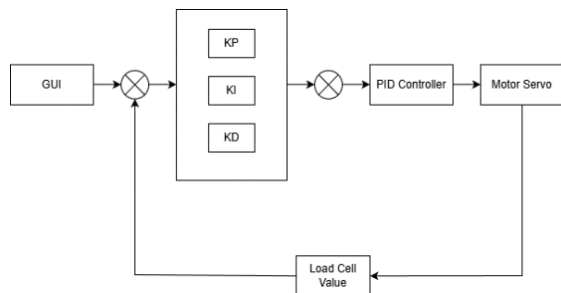 GUI
KP
KI
KD
PID Controller
Motor Servo
Load Cell
Value